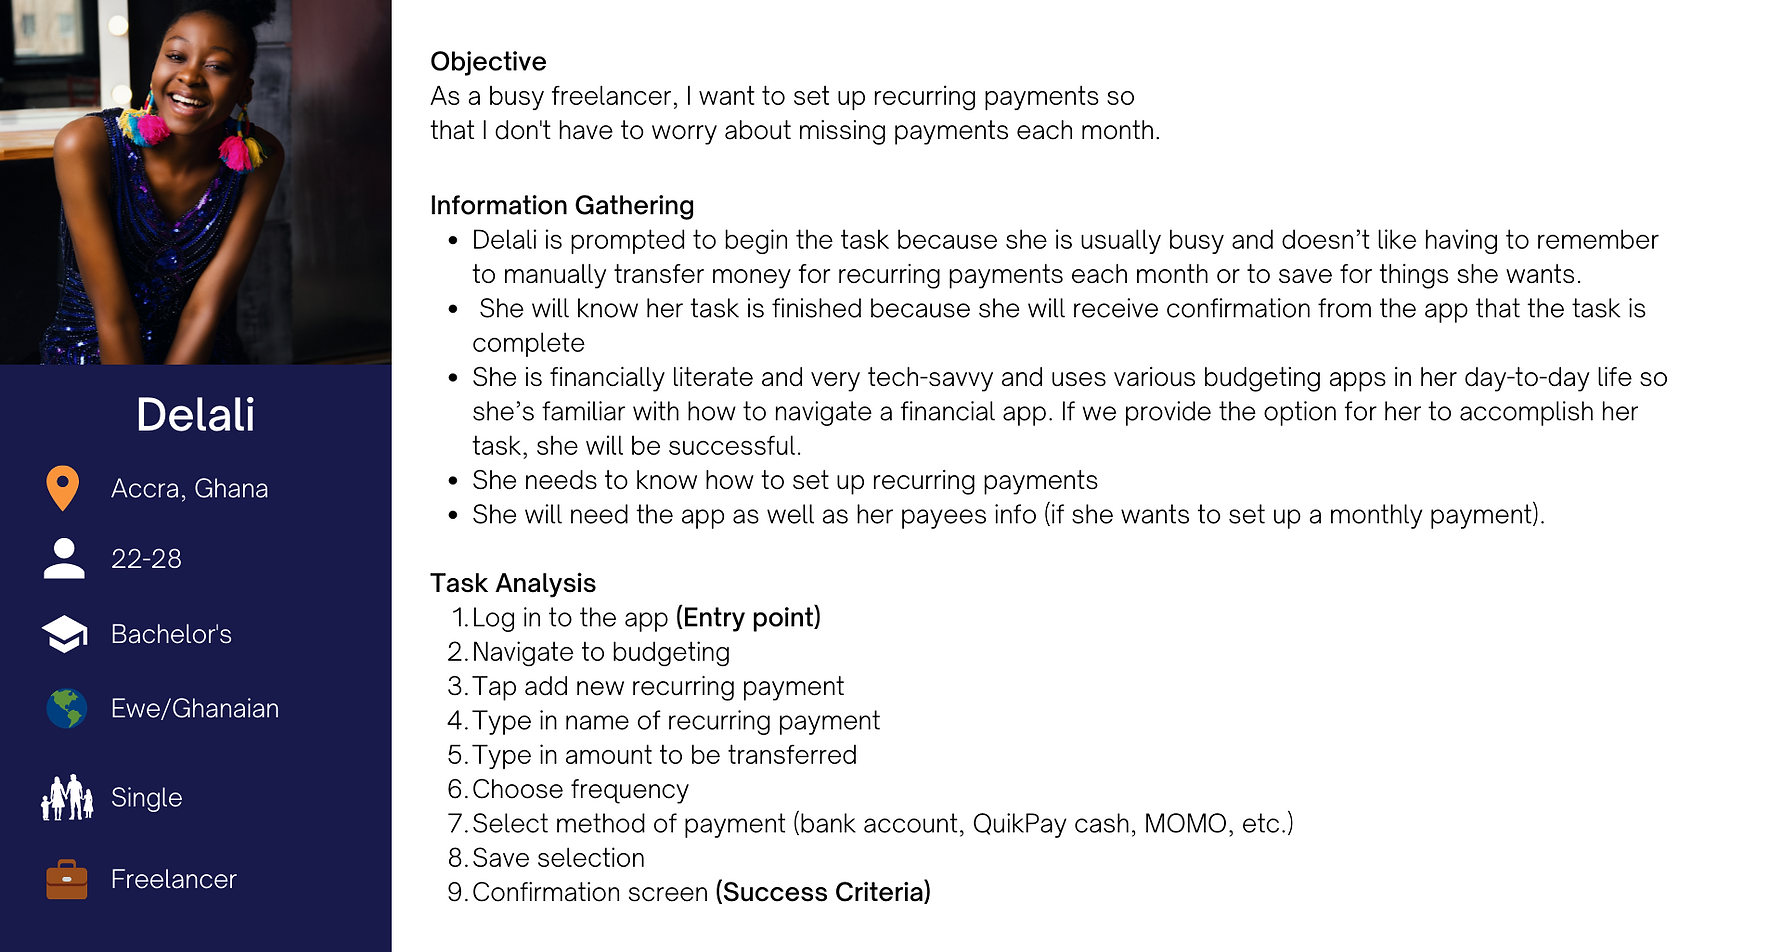 Delali
Accra, Ghana
22-28
Bachelor's
Ewe/Ghanaian
Single
Freelancer
Objective
As a busy freelancer, I want to set up recurring payments so
that I don't have to worry about missing payments each month.
Information Gathering
• Delali is prompted to begin the task because she is usually busy and doesn’t like having to remember
to manually transfer money for recurring payments each month or to save for things she wants.
• She will know her task is finished because she will receive confirmation from the app that the task is
complete
• She is financially literate and very tech-savvy and uses various budgeting apps in her day-to-day life so
she’s familiar with how to navigate a financial app. If we provide the option for her to accomplish her
task, she will be successful.
• She needs to know how to set up recurring payments
• She will need the app as well as her payees info (if she wants to set up a monthly payment).
Task Analysis
1. Log in to the app (Entry point)
2. Navigate to budgeting
3. Tap add new recurring payment
4. Type in name of recurring payment
5. Type in amount to be transferred
6. Choose frequency
7. Select method of payment (bank account, QuikPay cash, MOMO, etc.)
8. Save selection
9. Confirmation screen (Success Criteria)